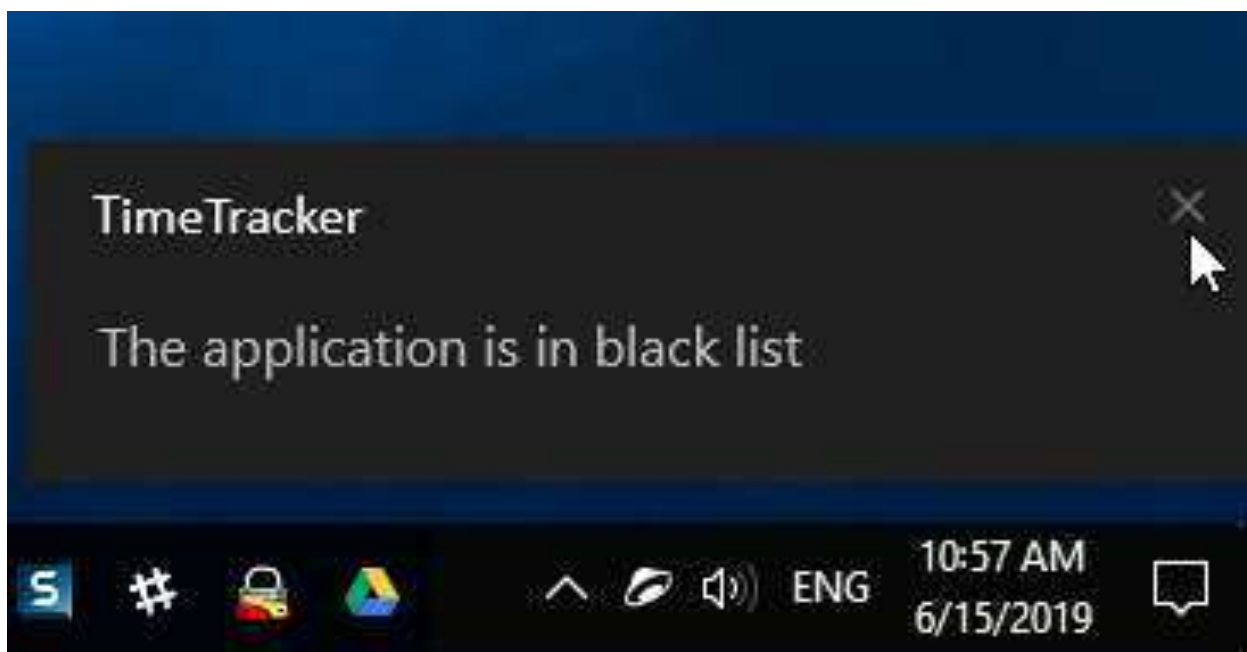 TimeTracker
The application is in black list
S
ENG
10:57 AM
6/15/2019